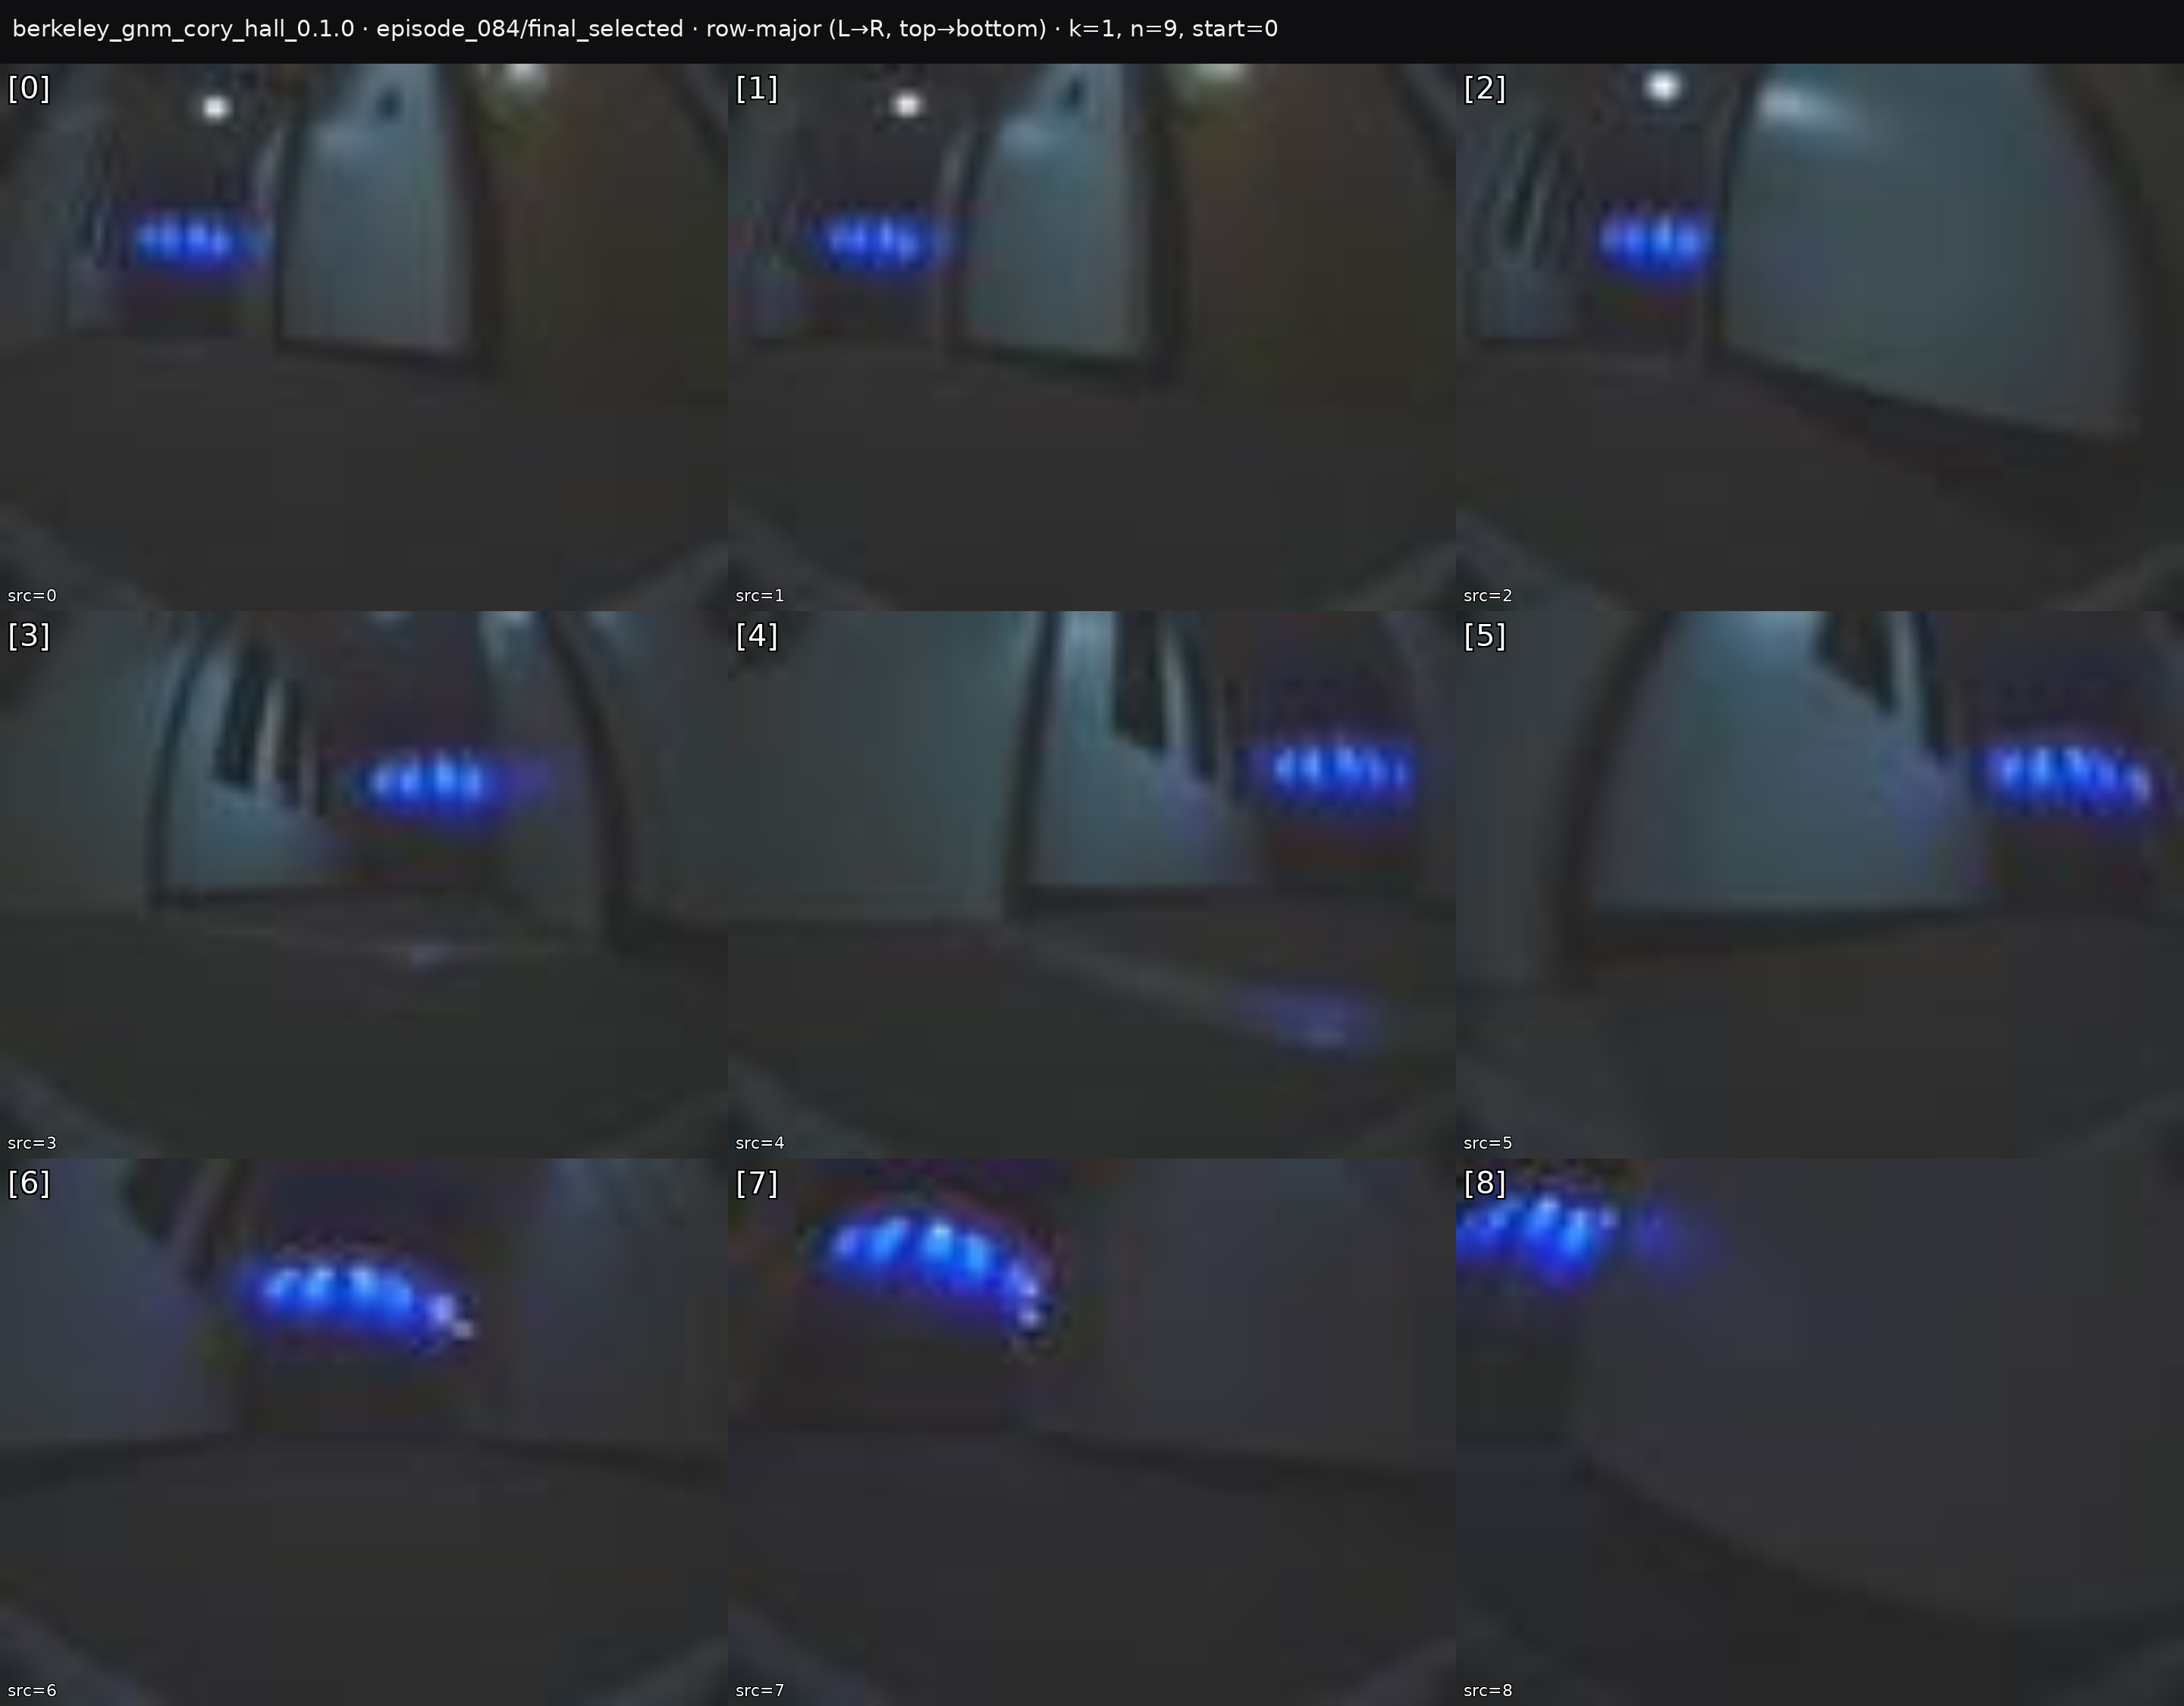 berkeley_gnm_cory_hall_0.1.0 · episode_084/final_selected · row-major (L→R, top→bottom) · k=1, n=9, start=0
[0]
[1]
[2]
src=0
src=1
src=2
[3]
[4]
[5]
src=3
src=4
src=5
[6]
[7]
[8]
src=6
src=7
src=8